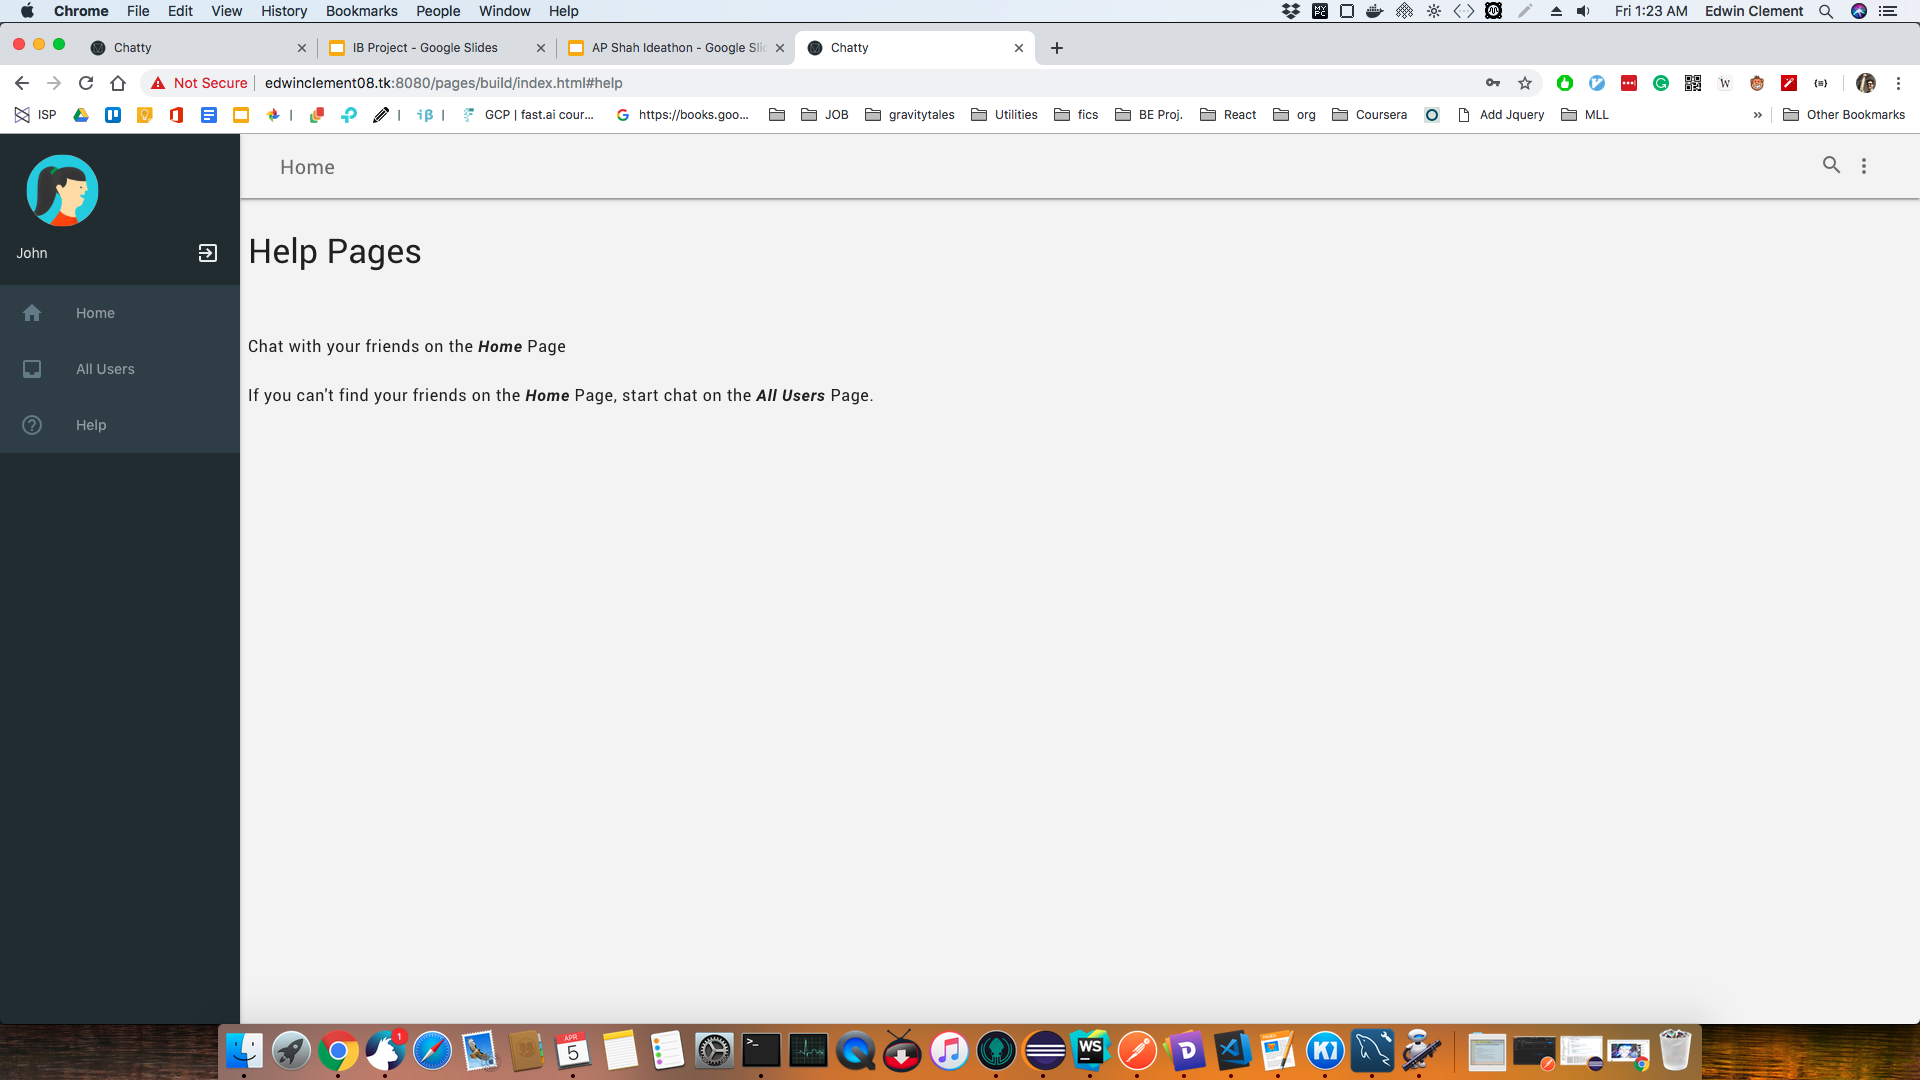 Chrome File Edit View History Bookmarks People Window Help Fri 1:23 AM Edwin Clement
Chatty IB Project - Google Slides AP Shah Ideathon - Google Slid Chatty
Not Secure edwinclement08.tk:8080/pages/build/index.html#help
ISP GCP | fast.ai cour... https://books.goo... JOB gravitytales Utilities fics BE Proj. React org Coursera Add Jquery MLL » Other Bookmarks
Home
John
Home
All Users
Help
Help Pages
Chat with your friends on the Home Page
If you can't find your friends on the Home Page, start chat on the All Users Page.
1
APR
5
WS
D
K1